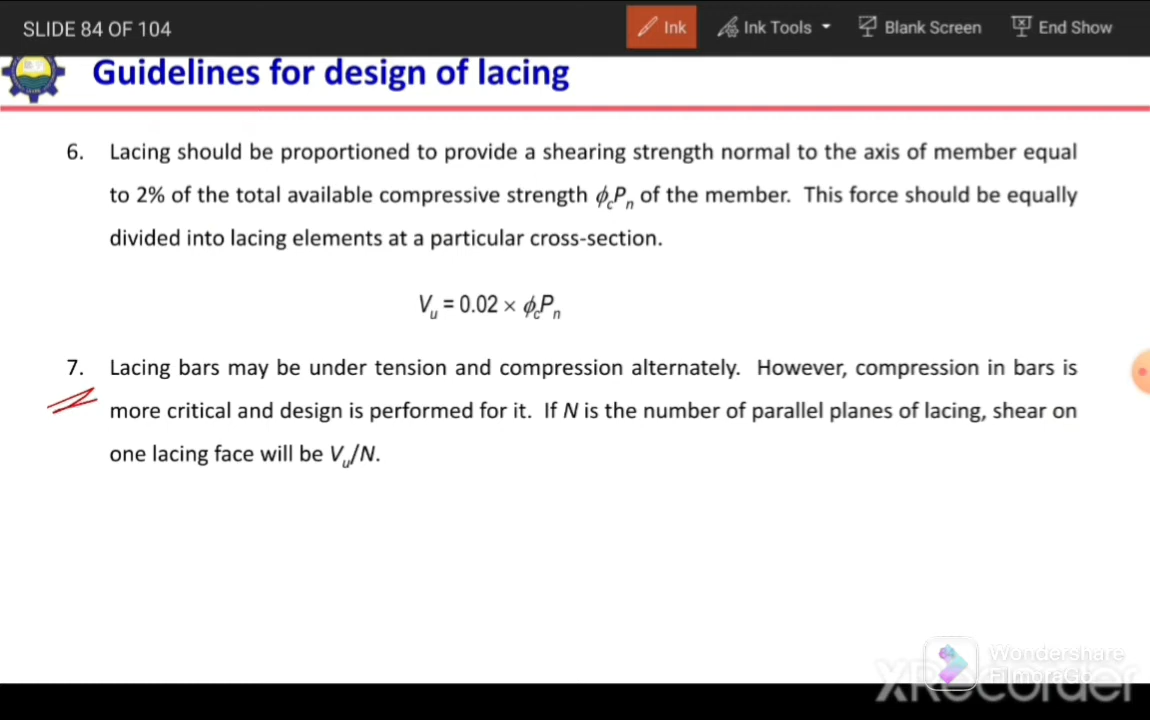 SLIDE 84 OF 104
Ink
Ink Tools
Blank Screen
End Show
Guidelines for design of lacing
6. Lacing should be proportioned to provide a shearing strength normal to the axis of member equal
to 2% of the total available compressive strength ϕcPn of the member. This force should be equally
divided into lacing elements at a particular cross-section.
Vu = 0.02 × ϕcPn
7. Lacing bars may be under tension and compression alternately. However, compression in bars is
more critical and design is performed for it. If N is the number of parallel planes of lacing, shear on
one lacing face will be Vu/N.
Wondershare
FilmoraGo
XRecorder